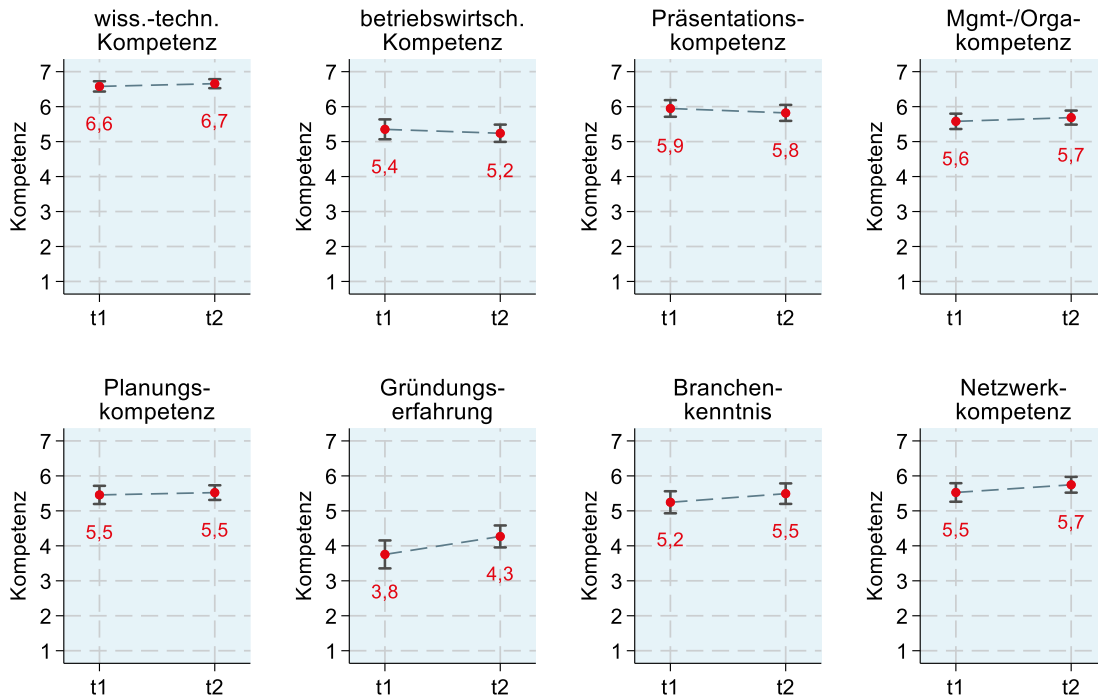 wiss.-techn.
Kompetenz
Kompetenz
7
6
5
4
3
2
1
6,6
6,7
t1
t2
betriebswirtsch.
Kompetenz
7
6
5
4
3
2
1
5,4
5,2
t1
t2
Präsentations-
kompetenz
Kompetenz
7
6
5
4
3
2
1
5,9
5,8
t1
t2
Mgmt-/Orga-
kompetenz
Kompetenz
7
6
5
4
3
2
1
5,6
5,7
t1
t2
Planungs-
kompetenz
Kompetenz
7
6
5
4
3
2
1
5,5
5,5
t1
t2
Gründungs-
erfahrung
Kompetenz
7
6
5
4
3
2
1
3,8
4,3
t1
t2
Branchen-
kenntnis
Kompetenz
7
6
5
4
3
2
1
5,2
5,5
t1
t2
Netzwerk-
kompetenz
Kompetenz
7
6
5
4
3
2
1
5,5
5,7
t1
t2